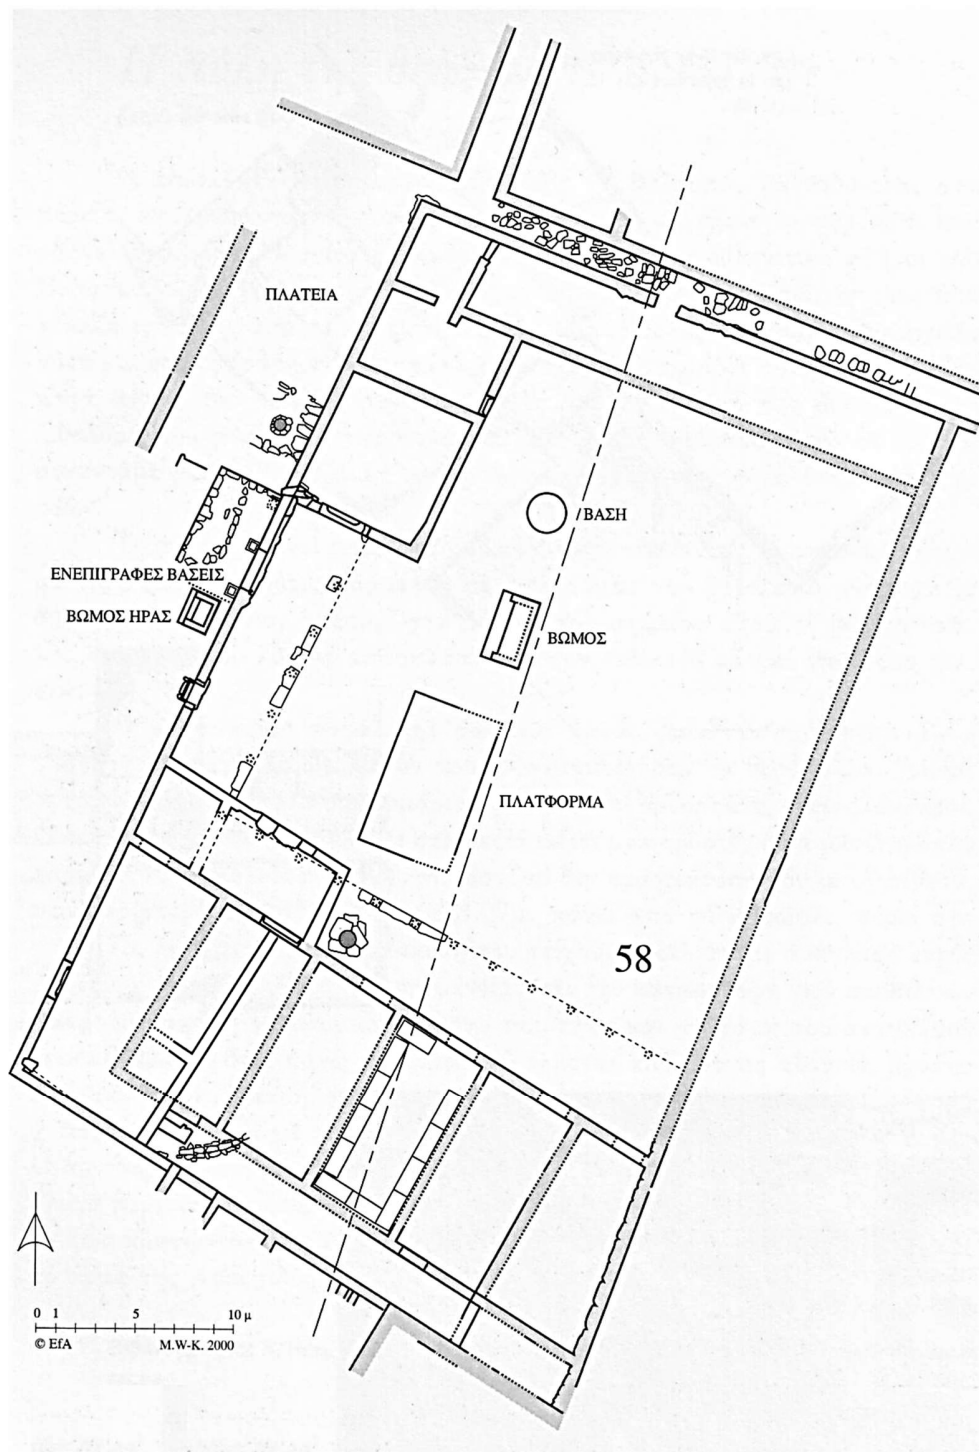 ΠΛΑΤΕΙΑ
ΒΑΣΗ
ΕΝΕΠΙΓΡΑΦΕΣ ΒΑΣΕΙΣ
ΒΩΜΟΣ ΗΡΑΣ
ΒΩΜΟΣ
ΠΛΑΤΦΟΡΜΑ
58
0 1 5 10 μ
© EfA M.W-K. 2000